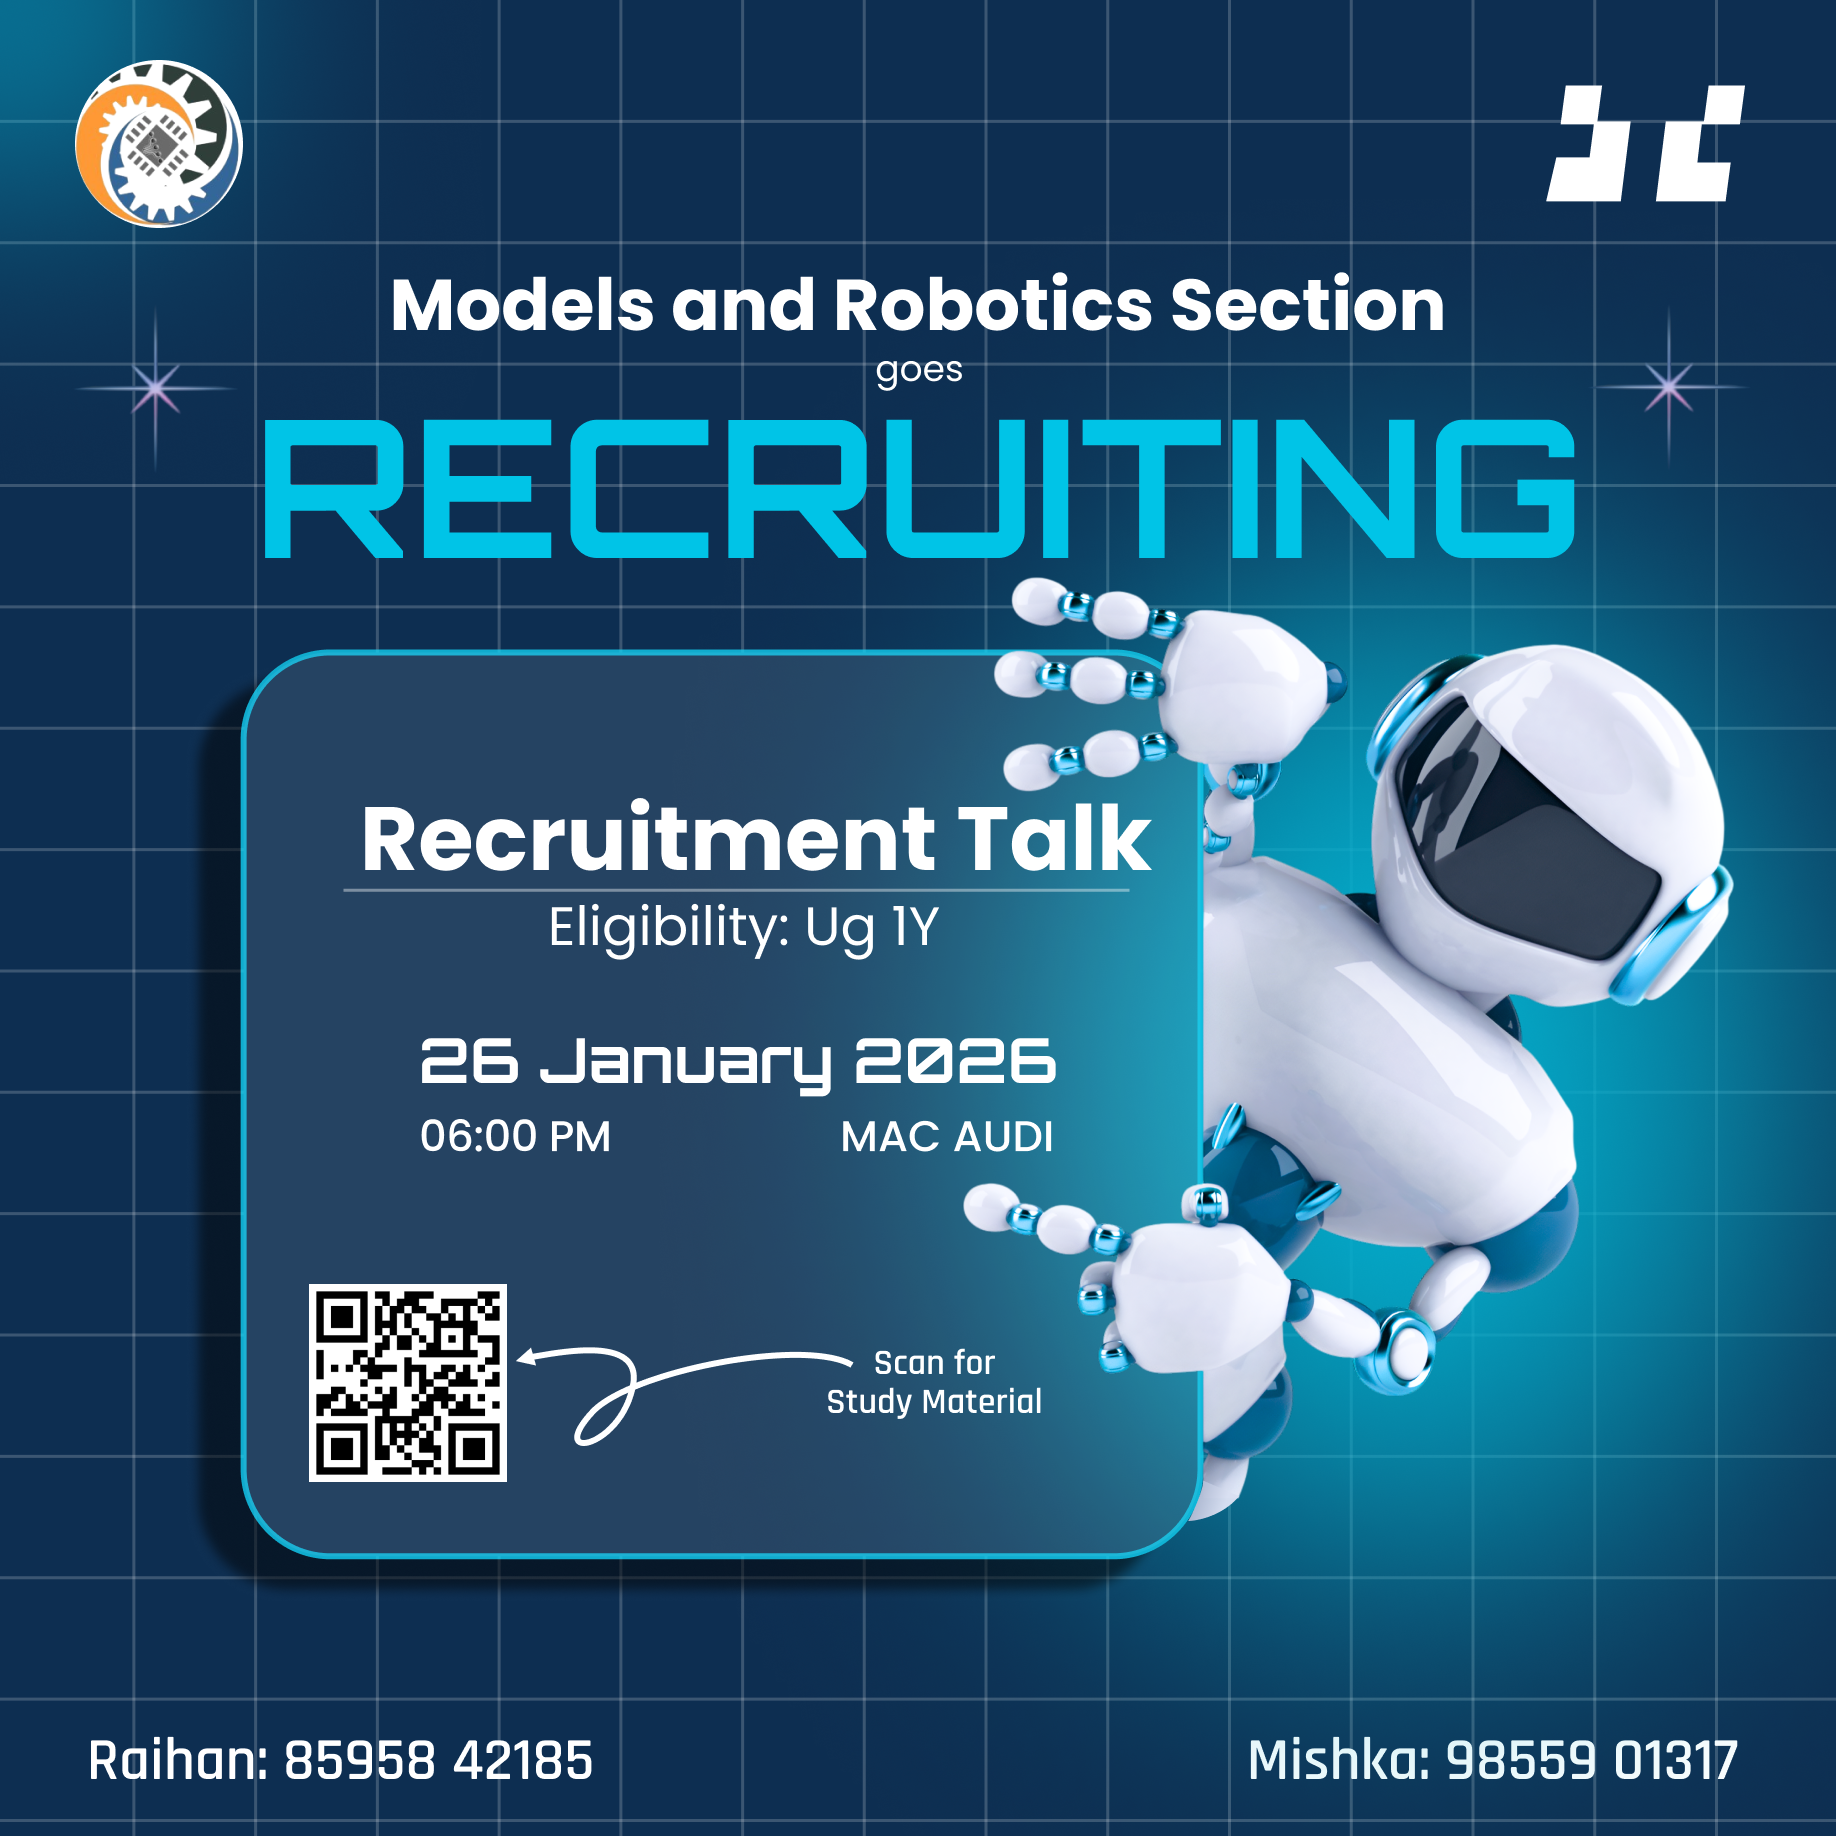 Models and Robotics Section
goes
RECRUITING
Recruitment Talk
Eligibility: Ug 1Y
26 January 2026
06:00 PM MAC AUDI
Scan for
Study Material
Raihan: 85958 42185 Mishka: 98559 01317